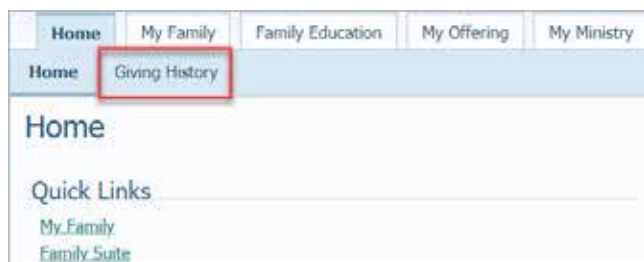 Home My Family Family Education My Offering My Ministry
Home Giving History
Home
Quick Links
My Family
Family Suite